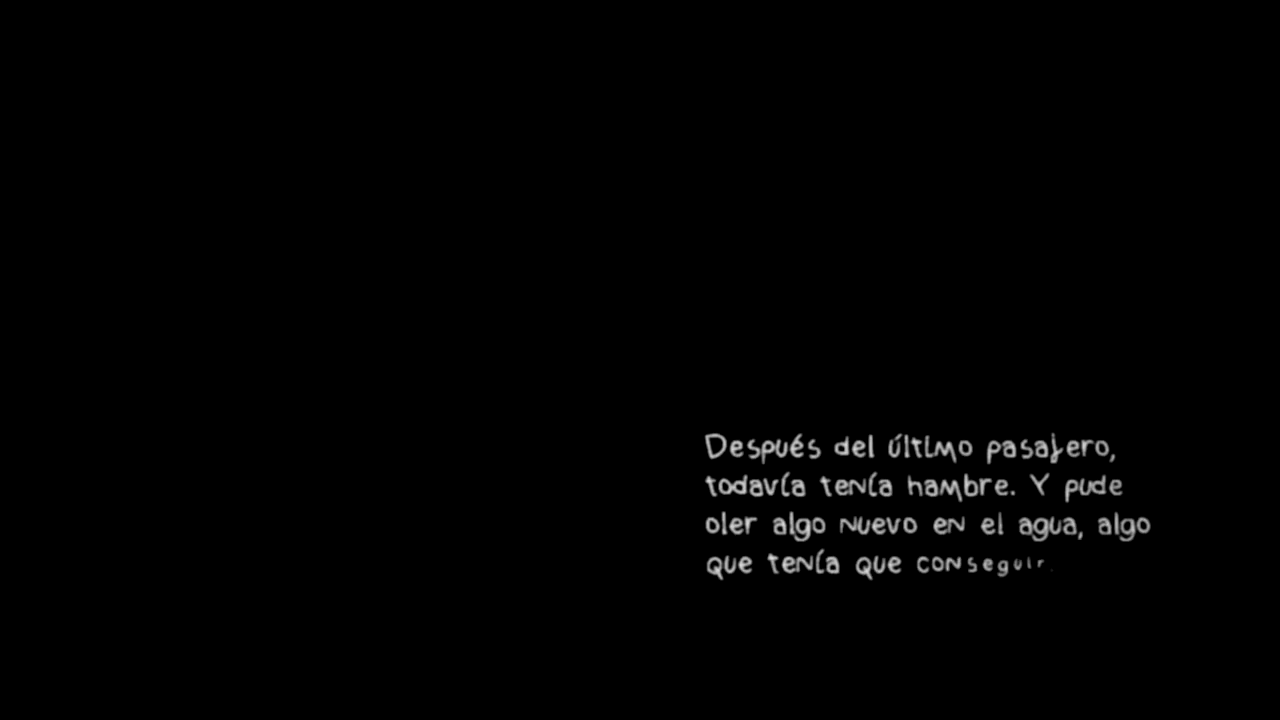 Después del último pasajero,
todavía tenía hambre. Y pude
oler algo nuevo en el agua, algo
que tenía que conseguir.